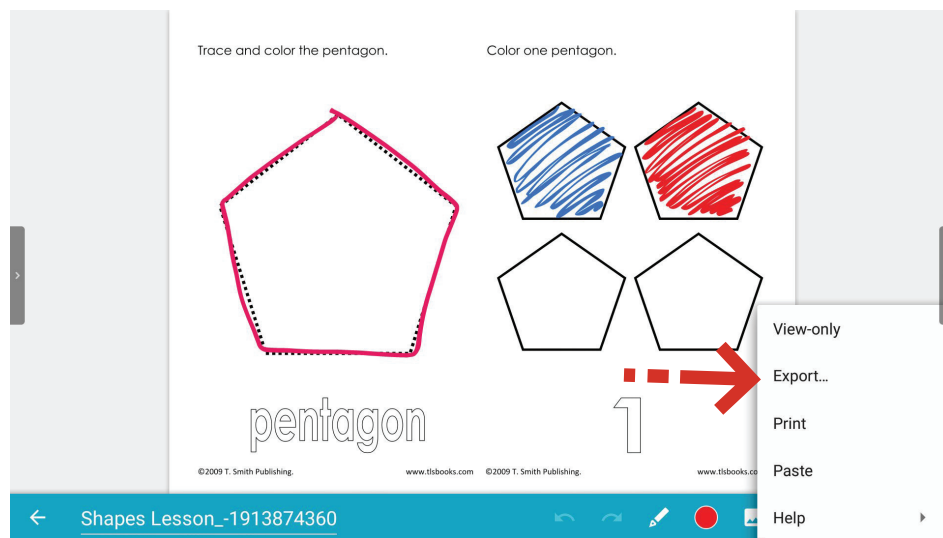 Trace and color the pentagon.
Color one pentagon.
pentagon
1
©2009 T. Smith Publishing.
www.tlsbooks.com
©2009 T. Smith Publishing.
www.tlsbooks.co
View-only
Export...
Print
Paste
Help
Shapes Lesson_-1913874360